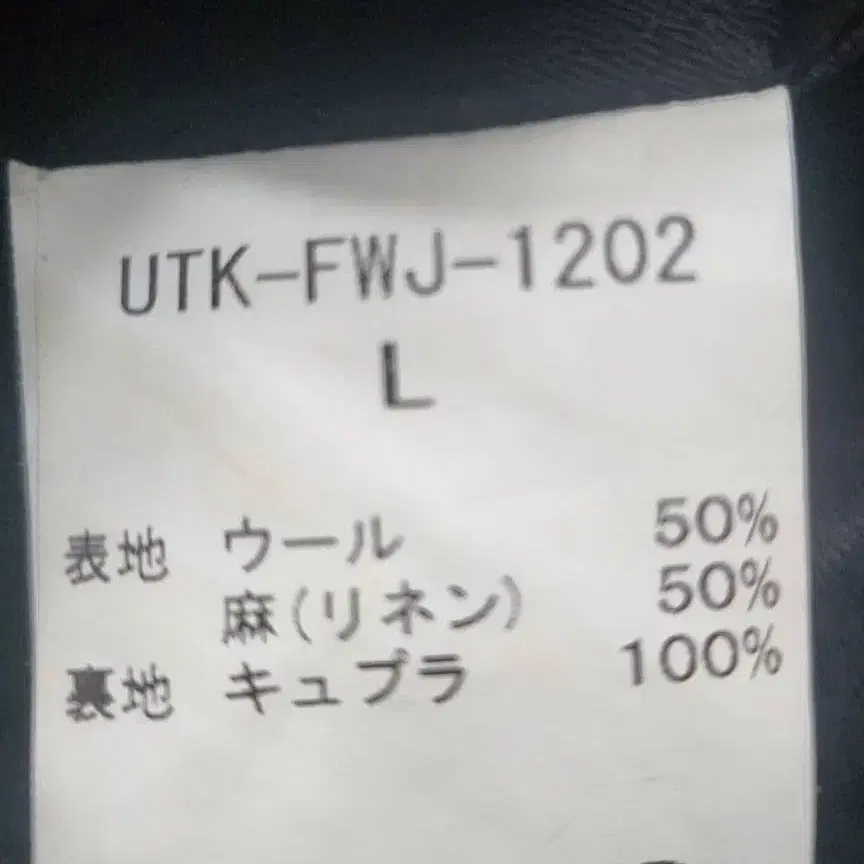 UTK-FWJ-1202
L
表地 ウール 50%
麻(リネン) 50%
裏地 キュプラ 100%